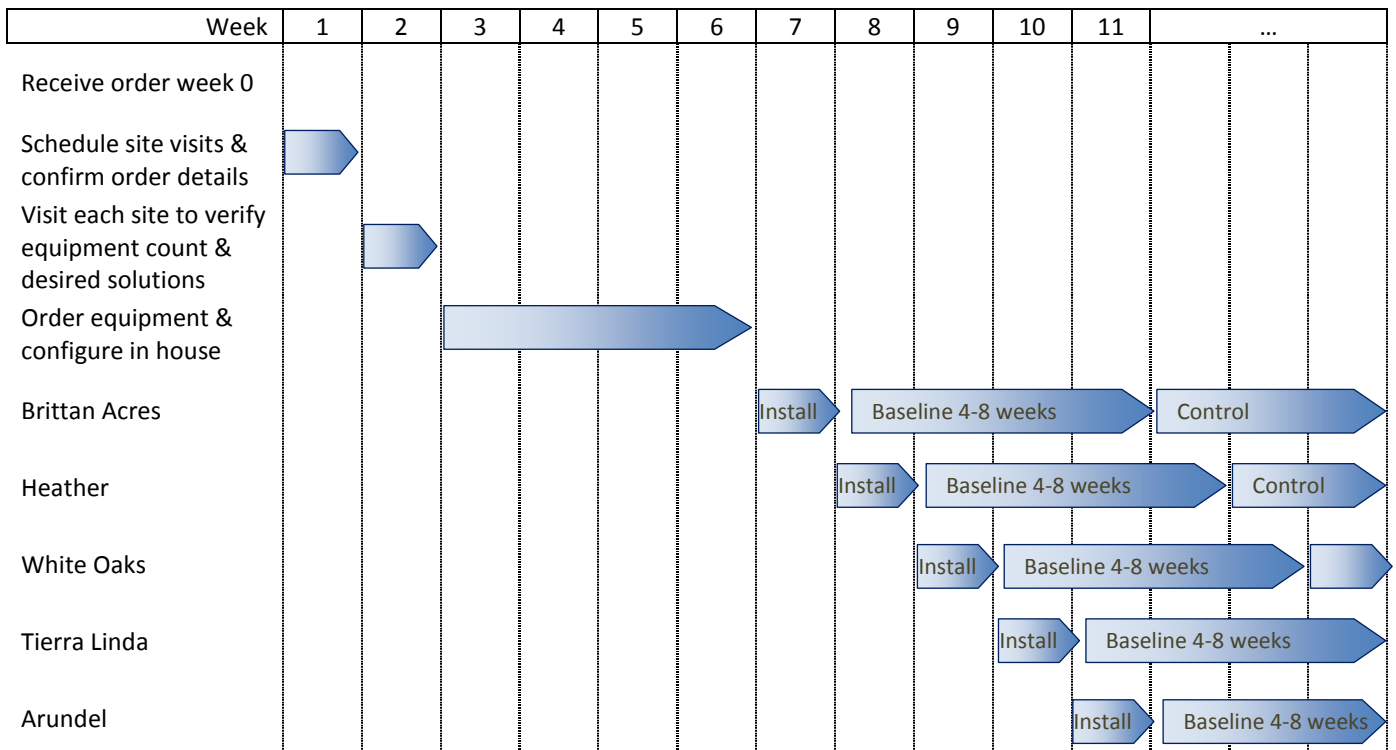 Week 1 2 3 4 5 6 7 8 9 10 11 ...
Receive order week 0
Schedule site visits &
confirm order details
Visit each site to verify
equipment count &
desired solutions
Order equipment &
configure in house
Brittan Acres Install Baseline 4-8 weeks Control
Heather Install Baseline 4-8 weeks Control
White Oaks Install Baseline 4-8 weeks
Tierra Linda Install Baseline 4-8 weeks
Arundel Install Baseline 4-8 weeks